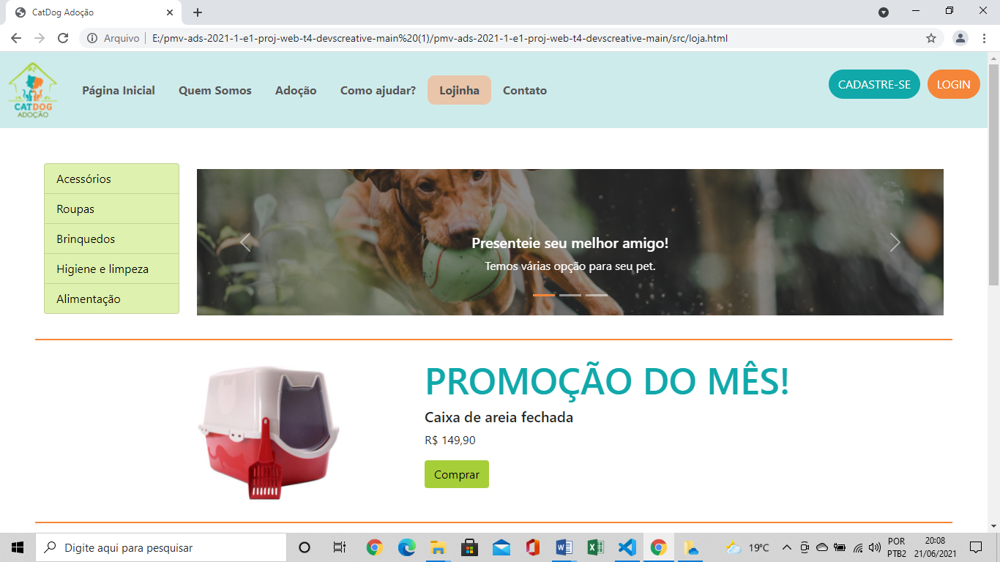 CatDog Adoção
Arquivo
E:/pmv-ads-2021-1-e1-proj-web-t4-devscreative-main%20(1)/pmv-ads-2021-1-e1-proj-web-t4-devscreative-main/src/loja.html
CATDOG
ADOÇÃO
Página Inicial
Quem Somos
Adoção
Como ajudar?
Lojinha
Contato
CADASTRE-SE
LOGIN
Acessórios
Roupas
Brinquedos
Higiene e limpeza
Alimentação
Presenteie seu melhor amigo!
Temos várias opção para seu pet.
PROMOÇÃO DO MÊS!
Caixa de areia fechada
R$ 149,90
Comprar
Digite aqui para pesquisar
19°C
POR
PTB2
20:08
21/06/2021